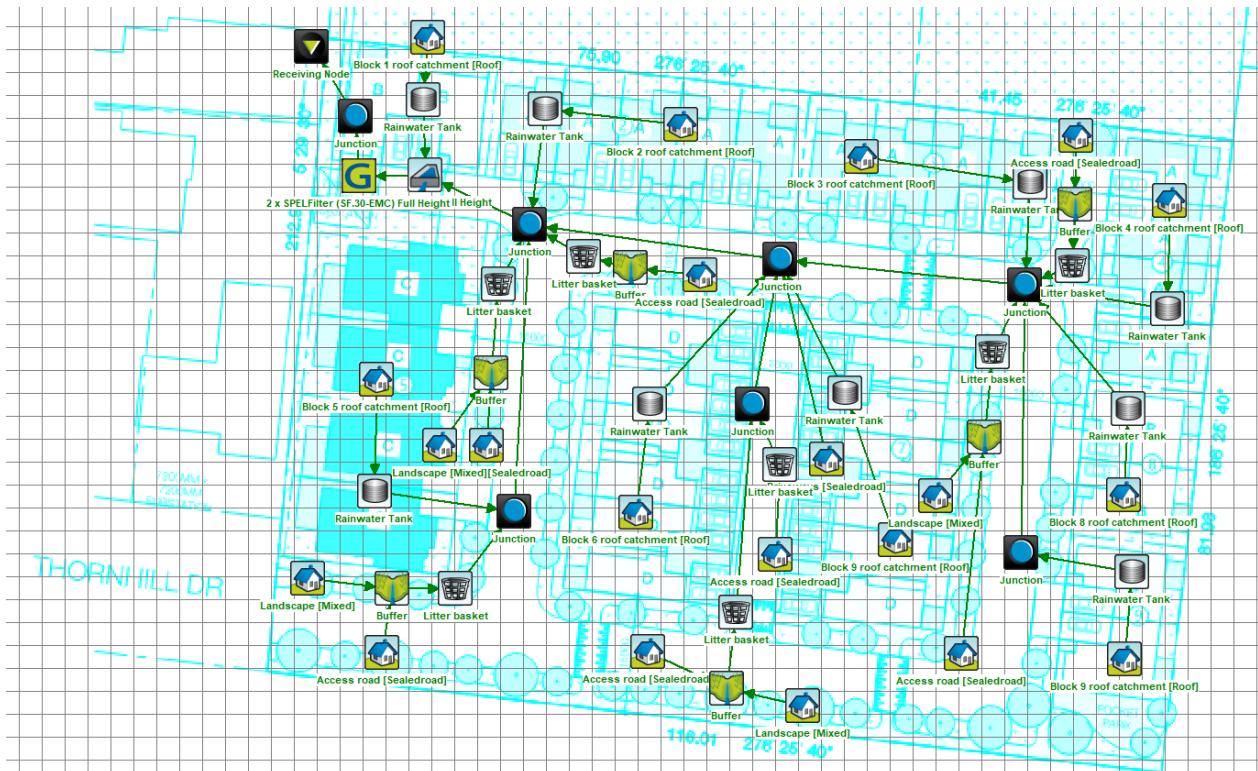 75.90 276° 25' 40"
Receiving Node
Block 1 roof catchment [Roof]
41.45 276° 25' 40"
Rainwater Tank
Rainwater Tank
Junction
Block 2 roof catchment [Roof]
Access road [Sealedroad]
Block 3 roof catchment [Roof]
G
2 x SPELFilter (SF.30-EMC) Full Height
ll Height
Rainwater Tan
Buffer
Block 4 roof catchment [Roof]
Junction
Litter basket
Buffer
Access road [Sealedroad]
Junction
Litter basket
Litter basket
Junction
Rainwater Tank
Litter basket
Block 5 roof catchment [Roof]
Buffer
Rainwater Tank
Junction
Rainwater Tank
Rainwater Tank
186° 25' 40"
Landscape [Mixed]
[Sealedroad]
Litter basket
s [Sealedroad]
Buffer
Rainwater Tank
Junction
Block 6 roof catchment [Roof]
Landscape [Mixed]
Block 8 roof catchment [Roof]
81.93
THORNHILL DR
Landscape [Mixed]
Buffer
Litter basket
Access road [Sealedroad]
Block 9 roof catchment [Roof]
Junction
Rainwater Tank
Litter basket
Access road [Sealedroad]
Access road [Sealedroad]
Access road [Sealedroad]
Block 9 roof catchment [Roof]
Buffer
Landscape [Mixed]
POCKET
PARK
116.01 276° 25' 40"